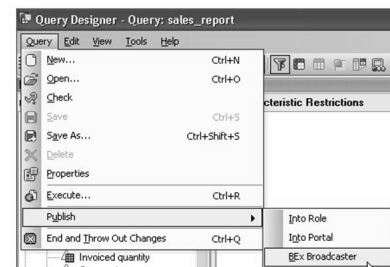 Query Designer - Query: sales_report
Query Edit View Tools Help
New... Ctrl+N
Open... Ctrl+O
Check
Save Ctrl+S
Save As... Ctrl+Shift+S
Delete
Properties
Execute... Ctrl+R
Publish
End and Throw Out Changes Ctrl+Q
Invoiced quantity
cteristic Restrictions
Into Role
Into Portal
BEx Broadcaster